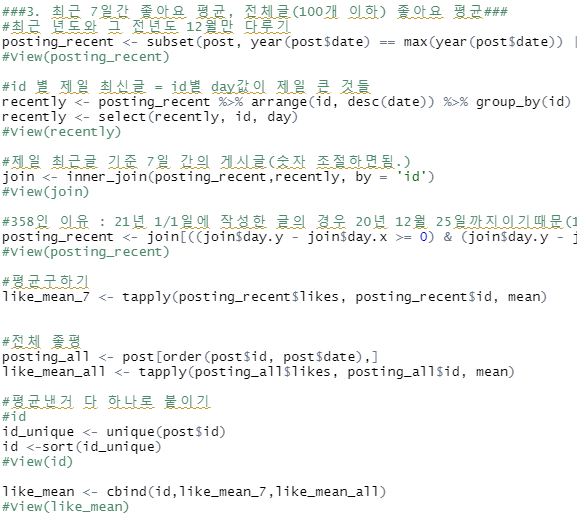 ###3. 최근 7일간 좋아요 평균, 전체글(100개 이하) 좋아요 평균###
#최근 년도와 그 전년도 12월만 다루기
posting_recent <- subset(post, year(post$date) == max(year(post$date)) |
#View(posting_recent)
#id 별 제일 최신글 = id별 day값이 제일 큰 것들
recently <- posting_recent %>% arrange(id, desc(date)) %>% group_by(id)
recently <- select(recently, id, day)
#View(recently)
#제일 최근글 기준 7일 간의 게시글(숫자 조절하면됨.)
join <- inner_join(posting_recent,recently, by = 'id')
#View(join)
#358인 이유 : 21년 1/1일에 작성한 글의 경우 20년 12월 25일까지이기때문(1
posting_recent <- join[((join$day.y - join$day.x >= 0) & (join$day.y - j
#View(posting_recent)
#평균구하기
like_mean_7 <- tapply(posting_recent$likes, posting_recent$id, mean)
#전체 좋평
posting_all <- post[order(post$id, post$date),]
like_mean_all <- tapply(posting_all$likes, posting_all$id, mean)
#평균낸거 다 하나로 붙이기
#id
id_unique <- unique(post$id)
id <-sort(id_unique)
#View(id)
like_mean <- cbind(id,like_mean_7,like_mean_all)
#View(like_mean)